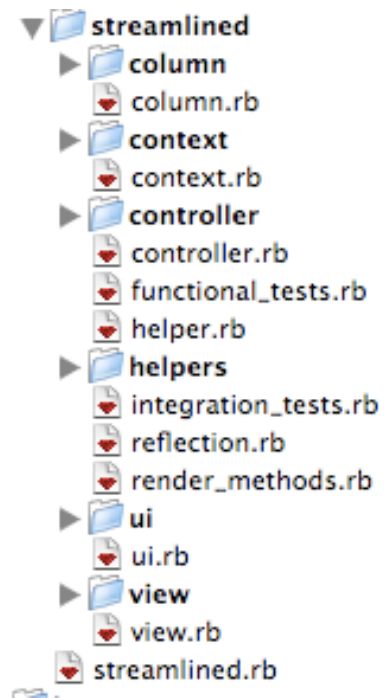 streamlined
column
column.rb
context
context.rb
controller
controller.rb
functional_tests.rb
helper.rb
helpers
integration_tests.rb
reflection.rb
render_methods.rb
ui
ui.rb
view
view.rb
streamlined.rb